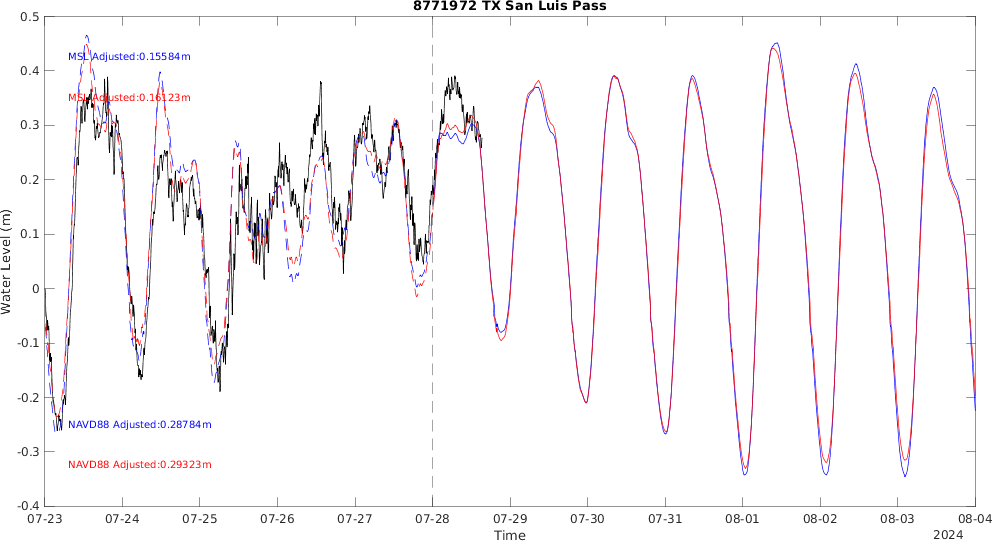 8771972 TX San Luis Pass
0.5
0.4
0.3
0.2
0.1
0
-0.1
-0.2
-0.3
-0.4
Water Level (m)
MSL Adjusted:0.15584m
MSL Adjusted:0.16123m
NAVD88 Adjusted:0.28784m
NAVD88 Adjusted:0.29323m
07-23 07-24 07-25 07-26 07-27 07-28 07-29 07-30 07-31 08-01 08-02 08-03 08-04
Time
2024